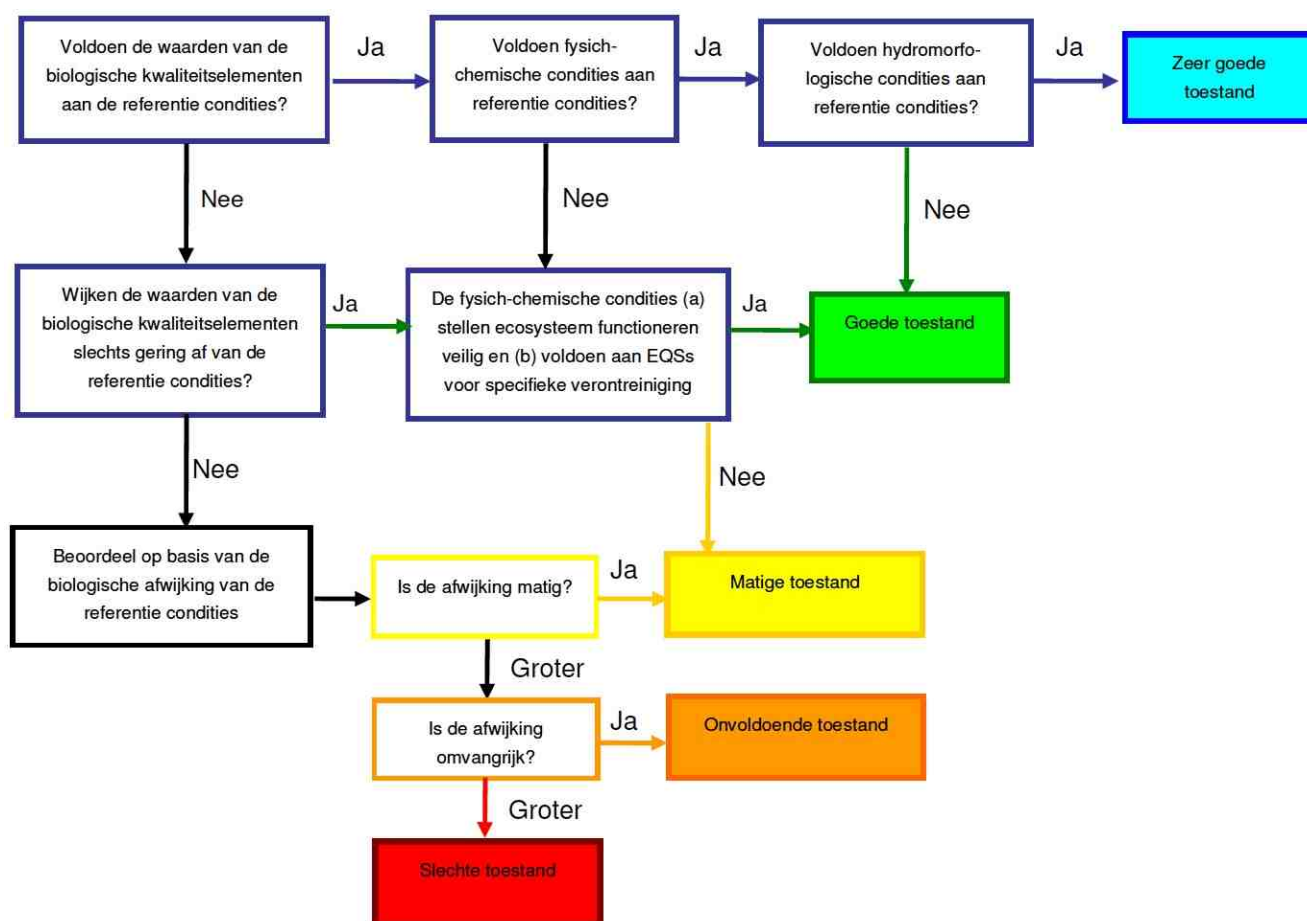 Voldoen de waarden van de
biologische kwaliteitselementen
aan de referentie condities?
Ja
Voldoen fysich-
chemische condities aan
referentie condities?
Ja
Voldoen hydromorfo-
logische condities aan
referentie condities?
Ja
Zeer goede
toestand
Nee
Nee
Nee
Wijken de waarden van de
biologische kwaliteitselementen
slechts gering af van de
referentie condities?
Ja
De fysich-chemische condities (a)
stellen ecosysteem functioneren
veilig en (b) voldoen aan EQSs
voor specifieke verontreiniging
Ja
Goede toestand
Nee
Nee
Beoordeel op basis van de
biologische afwijking van de
referentie condities
Is de afwijking matig?
Ja
Matige toestand
Groter
Is de afwijking
omvangrijk?
Ja
Onvoldoende toestand
Groter
Slechte toestand